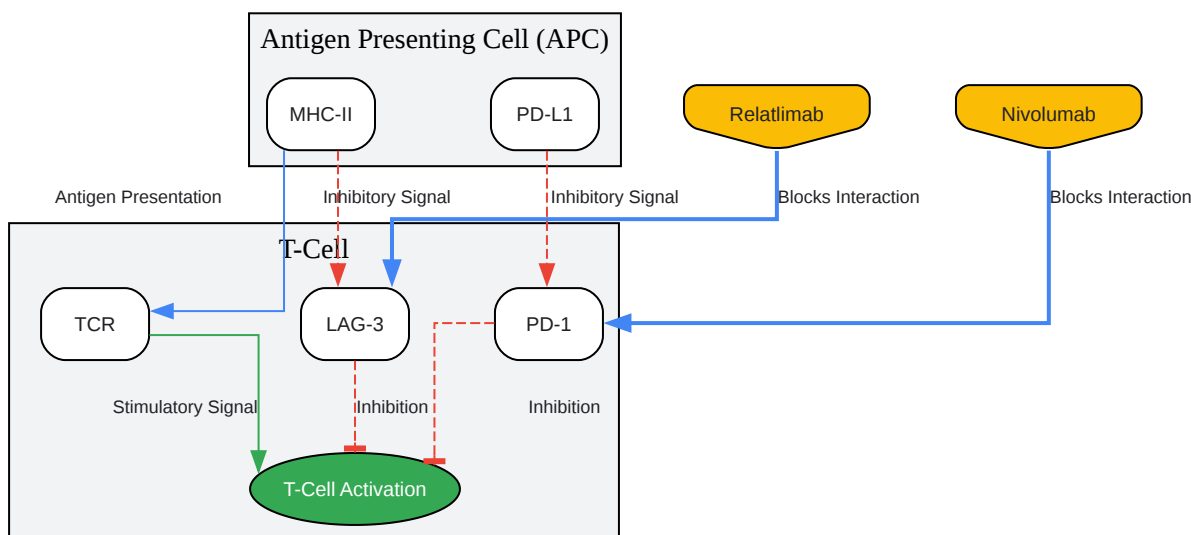 Antigen Presenting Cell (APC)
MHC-II
PD-L1
Relatlimab
Nivolumab
Antigen Presentation
Inhibitory Signal
Inhibitory Signal
Blocks Interaction
Blocks Interaction
T-Cell
TCR
LAG-3
PD-1
Stimulatory Signal
Inhibition
Inhibition
T-Cell Activation